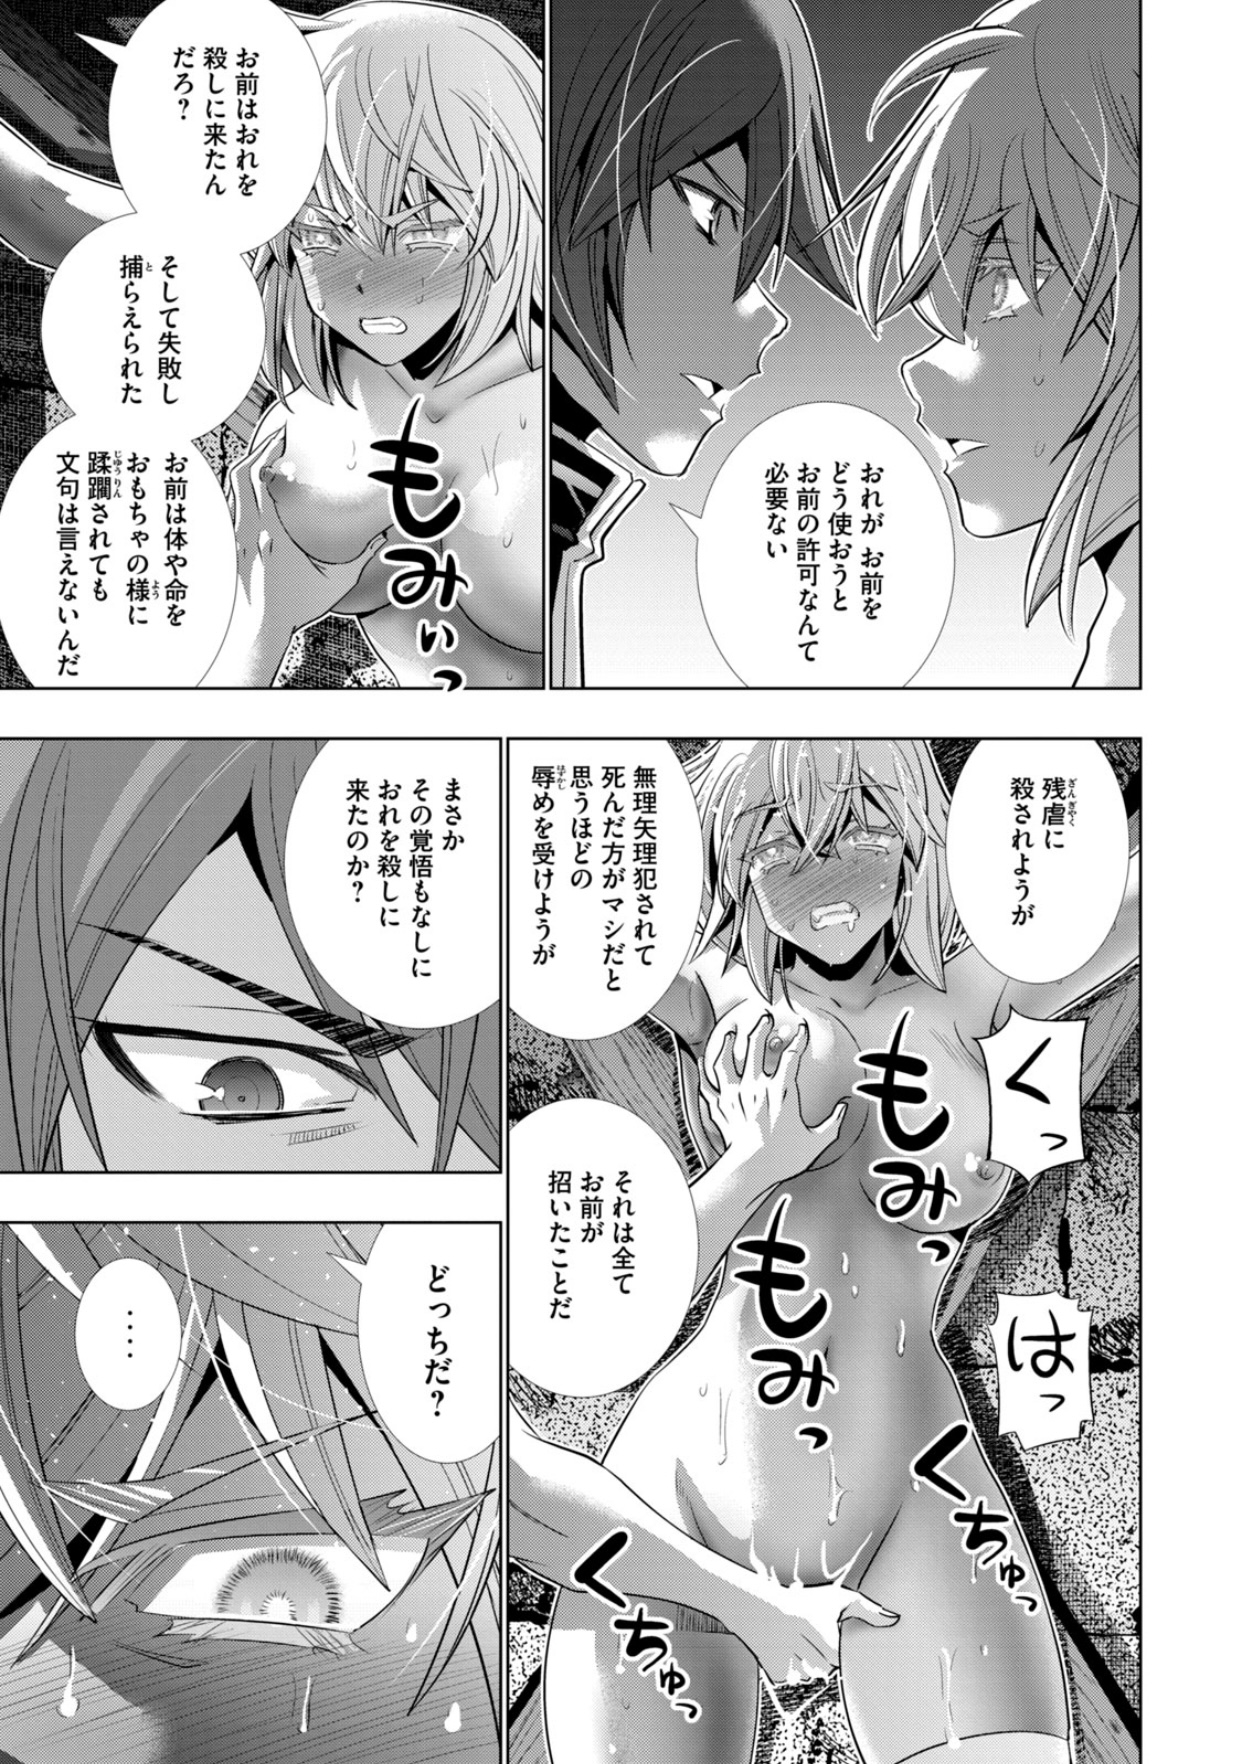 おれが お前を
どう使おうと
お前の許可なんて
必要ない
お前はおれを
殺しに来たん
だろ？
そして失敗し
捕らえられた
お前は体や命を
おもちゃの様に
蹂躙されても
文句は言えないんだ
もみぃっ
残虐に
殺されようが
無理矢理犯されて
死んだ方がマシだと
思うほどの
辱めを受けようが
くっ
もみっ
もみっ
はっ
それは全て
お前が
招いたことだ
くちゅっ
くちゅっ
まさか
その覚悟もなしに
おれを殺しに
来たのか？
どっちだ？
‥‥